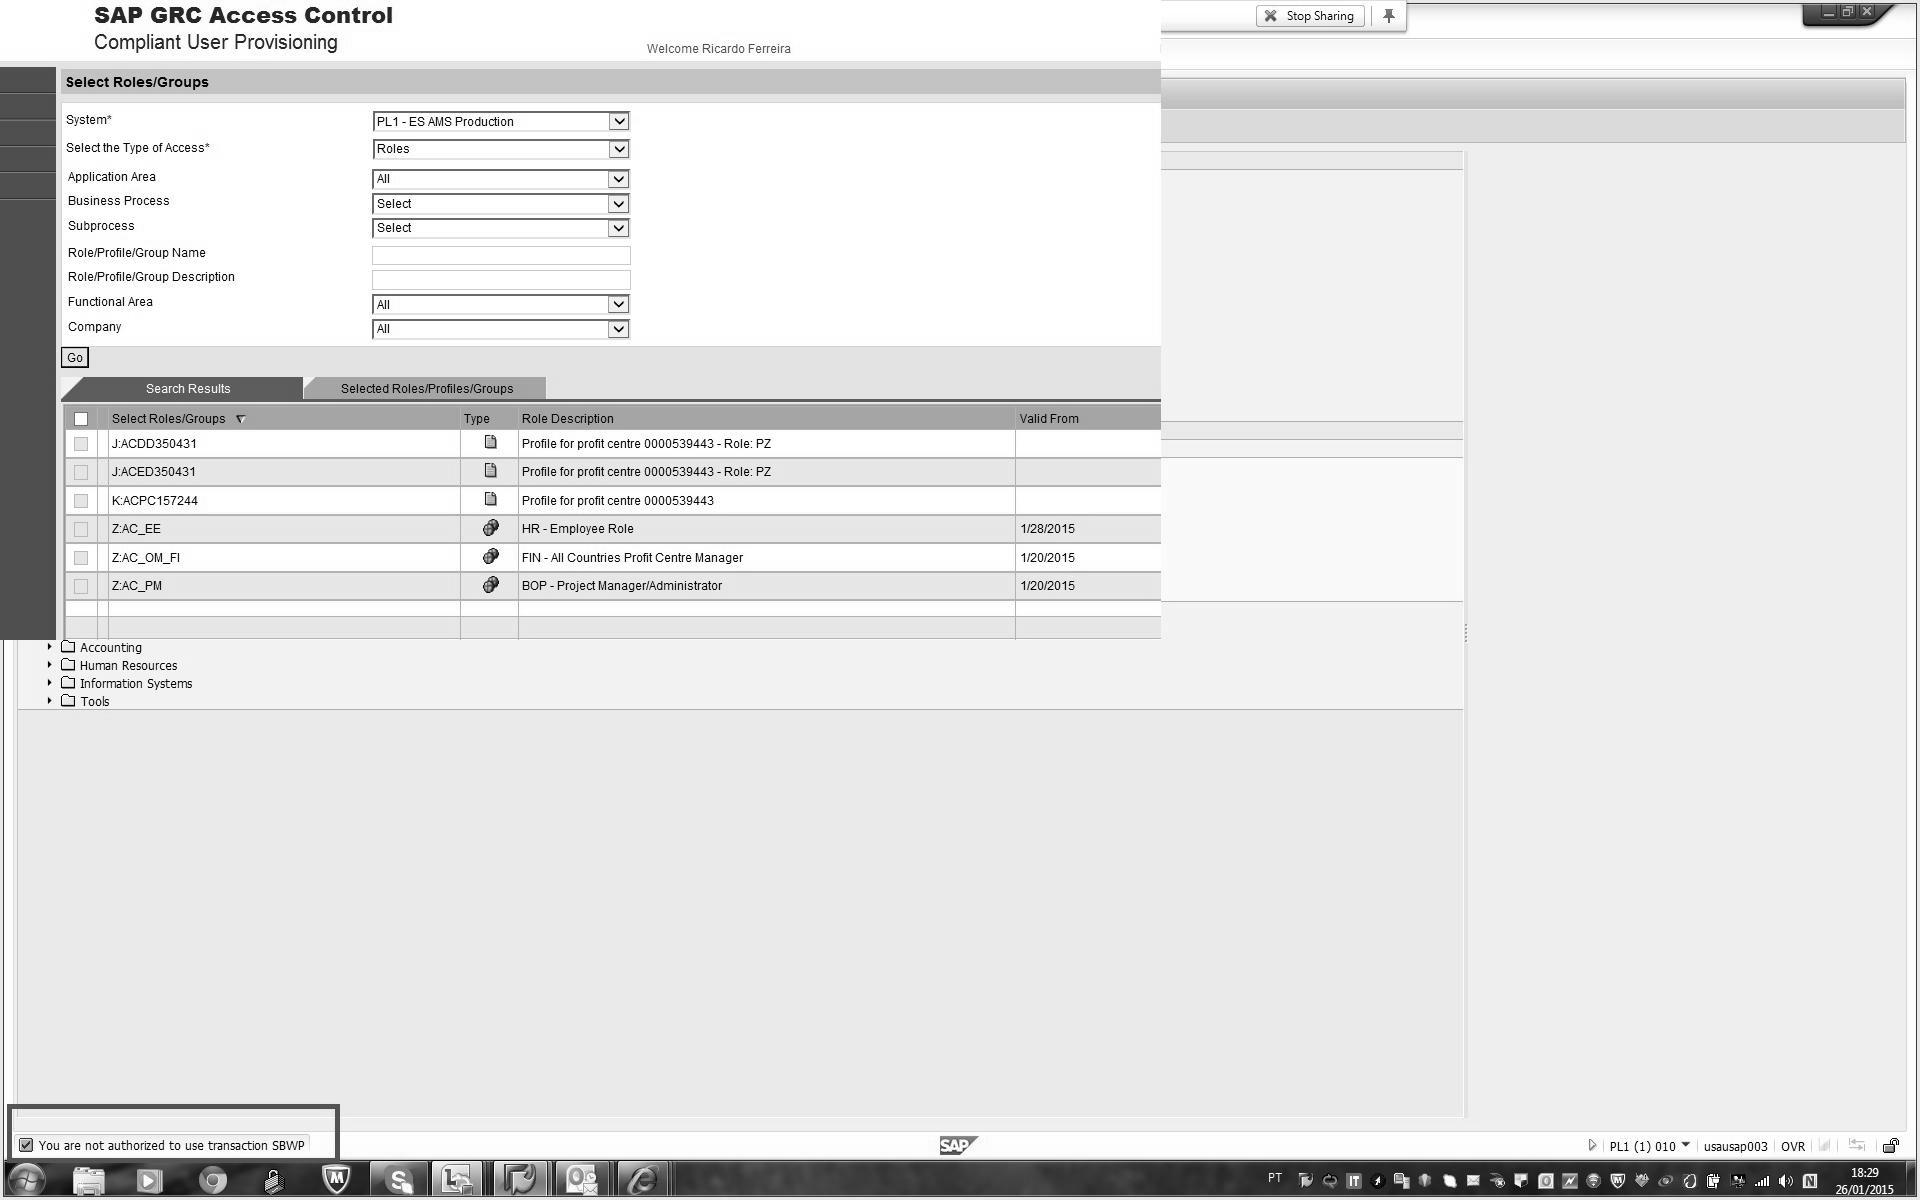 SAP GRC Access Control
Compliant User Provisioning
Welcome Ricardo Ferreira
Stop Sharing
Select Roles/Groups
System* PL1 - ES AMS Production
Select the Type of Access* Roles
Application Area All
Business Process Select
Subprocess Select
Role/Profile/Group Name
Role/Profile/Group Description
Functional Area All
Company All
Go
Search Results Selected Roles/Profiles/Groups
Select Roles/Groups Type Role Description Valid From
J:ACDD350431 Profile for profit centre 0000539443 - Role: PZ
J:ACED350431 Profile for profit centre 0000539443 - Role: PZ
K:ACPC157244 Profile for profit centre 0000539443
Z:AC_EE HR - Employee Role 1/28/2015
Z:AC_OM_FI FIN - All Countries Profit Centre Manager 1/20/2015
Z:AC_PM BOP - Project Manager/Administrator 1/20/2015
Accounting
Human Resources
Information Systems
Tools
You are not authorized to use transaction SBWP
SAP
PL1 (1) 010 usausap003 OVR
PT
18:29
26/01/2015